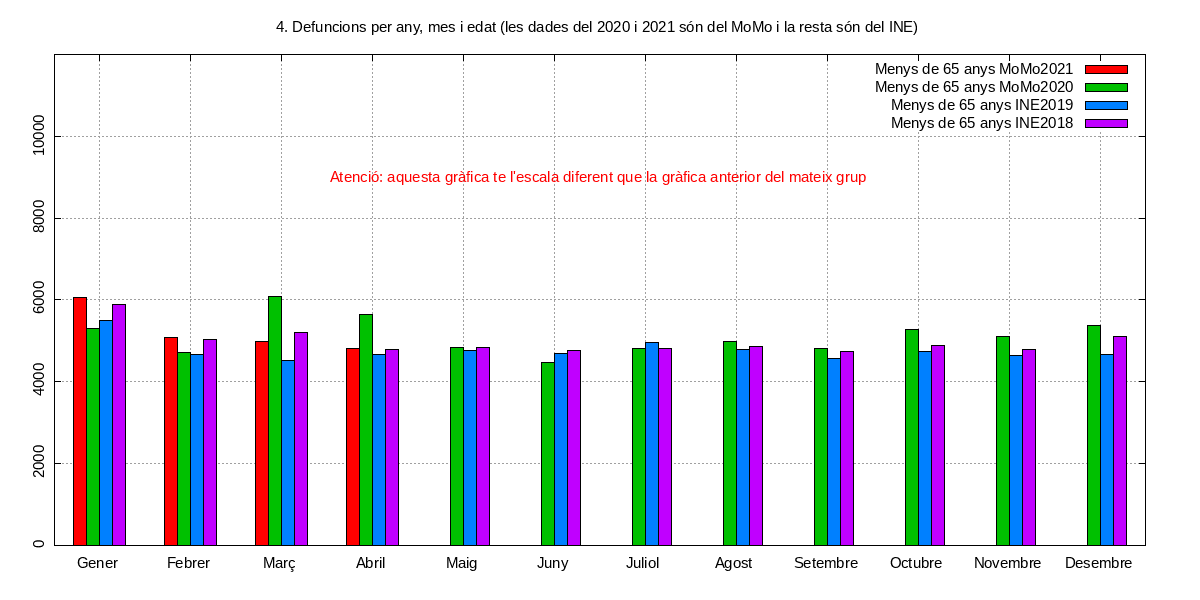 4. Defuncions per any, mes i edat (les dades del 2020 i 2021 són del MoMo i la resta són del INE)
Menys de 65 anys MoMo2021
Menys de 65 anys MoMo2020
Menys de 65 anys INE2019
Menys de 65 anys INE2018
Atenció: aquesta gràfica te l'escala diferent que la gràfica anterior del mateix grup
10000
8000
6000
4000
2000
0
Gener Febrer Març Abril Maig Juny Juliol Agost Setembre Octubre Novembre Desembre